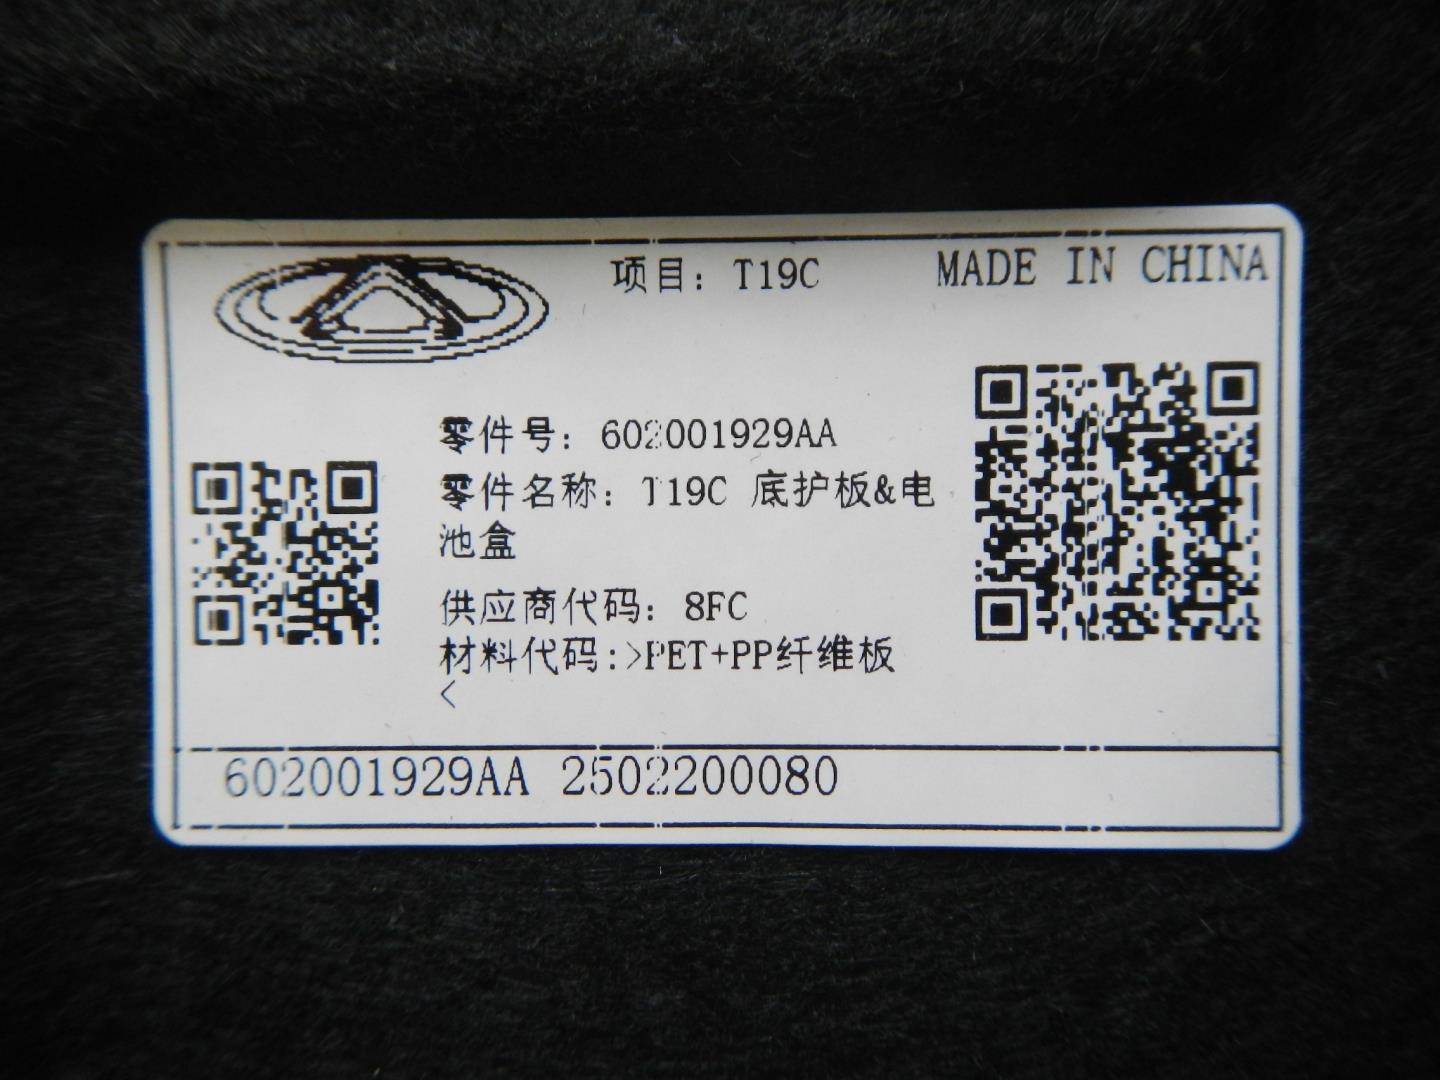 项目: T19C MADE IN CHINA
零件号: 602001929AA
零件名称: T19C 底护板&电
池盒
供应商代码: 8FC
材料代码:>PET+PP纤维板
<
602001929AA 2502200080